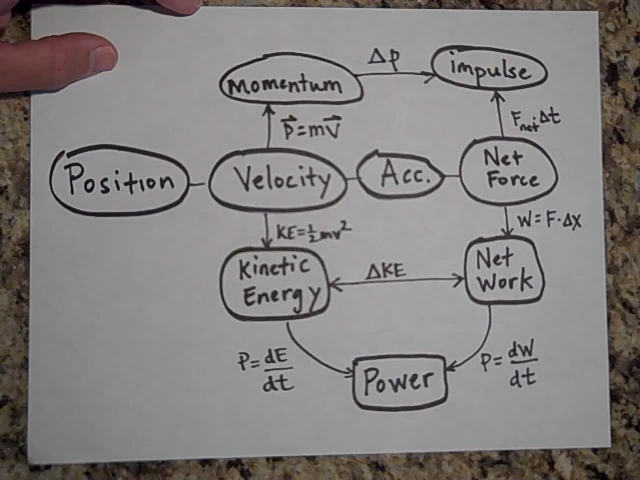 Momentum
Δp
impulse
p⃗=mv⃗
Fnet Δt
Position
Velocity
Acc.
Net
Force
KE=½mv²
W=F·Δx
Kinetic
Energy
ΔKE
Net
Work
P=dE/dt
Power
P=dW/dt